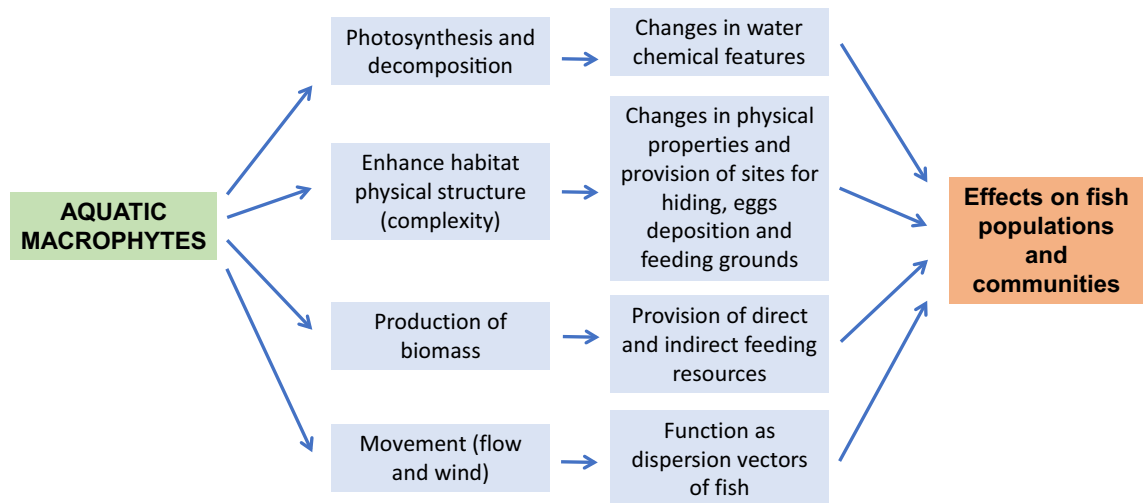 AQUATIC
MACROPHYTES
Photosynthesis and
decomposition
Changes in water
chemical features
Enhance habitat
physical structure
(complexity)
Changes in physical
properties and
provision of sites for
hiding, eggs
deposition and
feeding grounds
Production of
biomass
Provision of direct
and indirect feeding
resources
Movement (flow
and wind)
Function as
dispersion vectors
of fish
Effects on fish
populations
and
communities